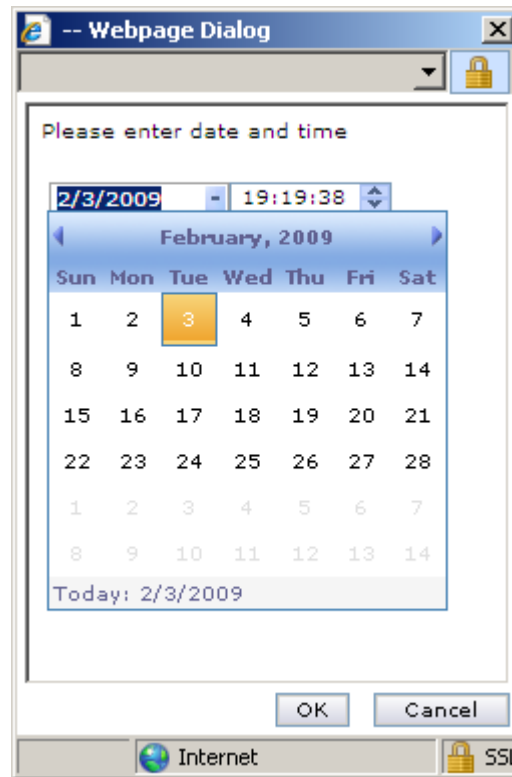 -- Webpage Dialog
Please enter date and time
2/3/2009 19:19:38
February, 2009
Sun Mon Tue Wed Thu Fri Sat
1 2 3 4 5 6 7
8 9 10 11 12 13 14
15 16 17 18 19 20 21
22 23 24 25 26 27 28
1 2 3 4 5 6 7
8 9 10 11 12 13 14
Today: 2/3/2009
OK Cancel
Internet